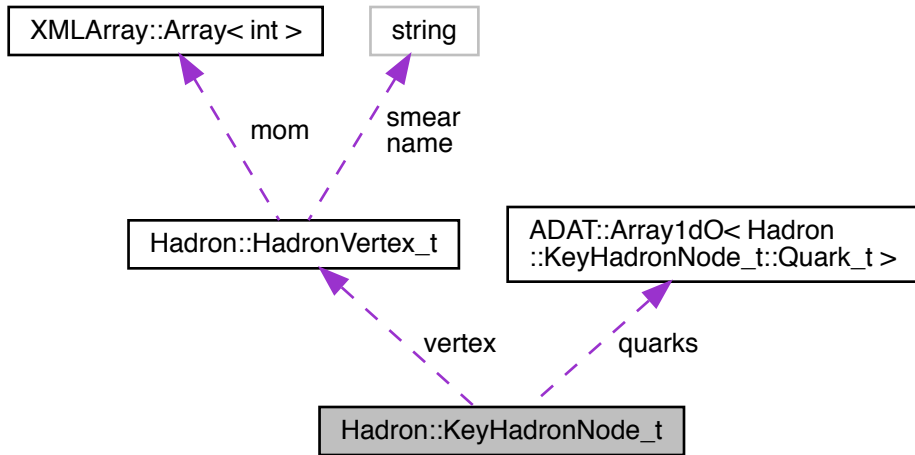 XMLArray::Array< int >
string
mom
smear
name
Hadron::HadronVertex_t
ADAT::Array1dO< Hadron
::KeyHadronNode_t::Quark_t >
vertex
quarks
Hadron::KeyHadronNode_t